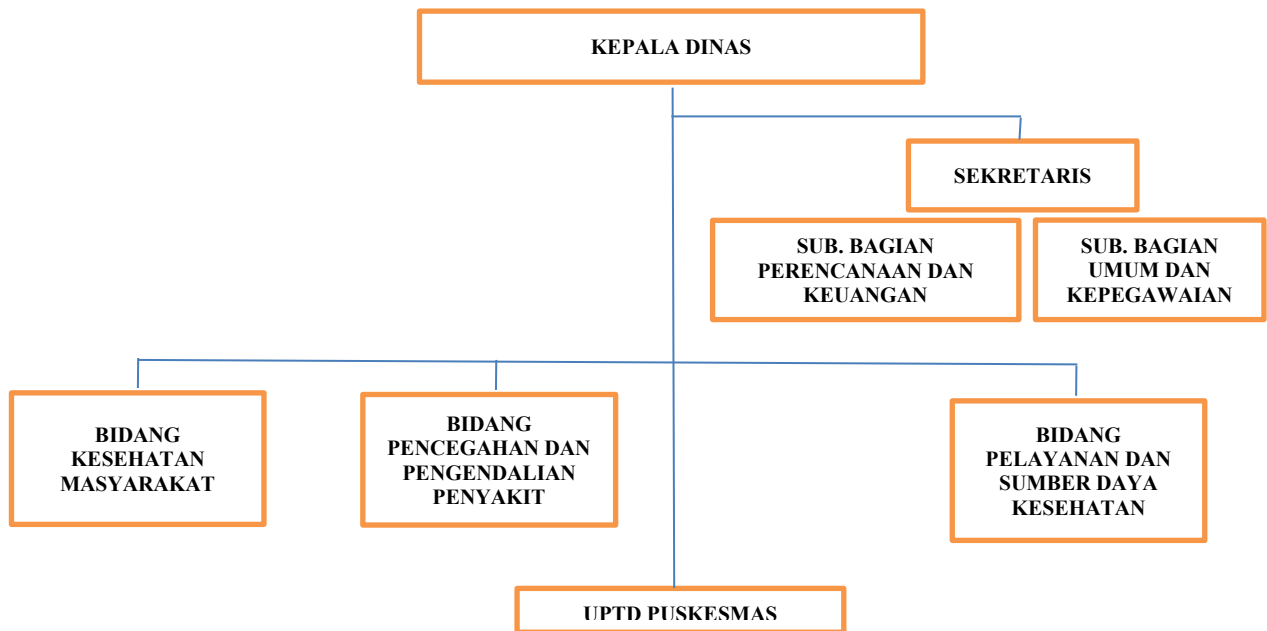 KEPALA DINAS
SEKRETARIS
SUB. BAGIAN
PERENCANAAN DAN
KEUANGAN
SUB. BAGIAN
UMUM DAN
KEPEGAWAIAN
BIDANG
KESEHATAN
MASYARAKAT
BIDANG
PENCEGAHAN DAN
PENGENDALIAN
PENYAKIT
BIDANG
PELAYANAN DAN
SUMBER DAYA
KESEHATAN
UPTD PUSKESMAS